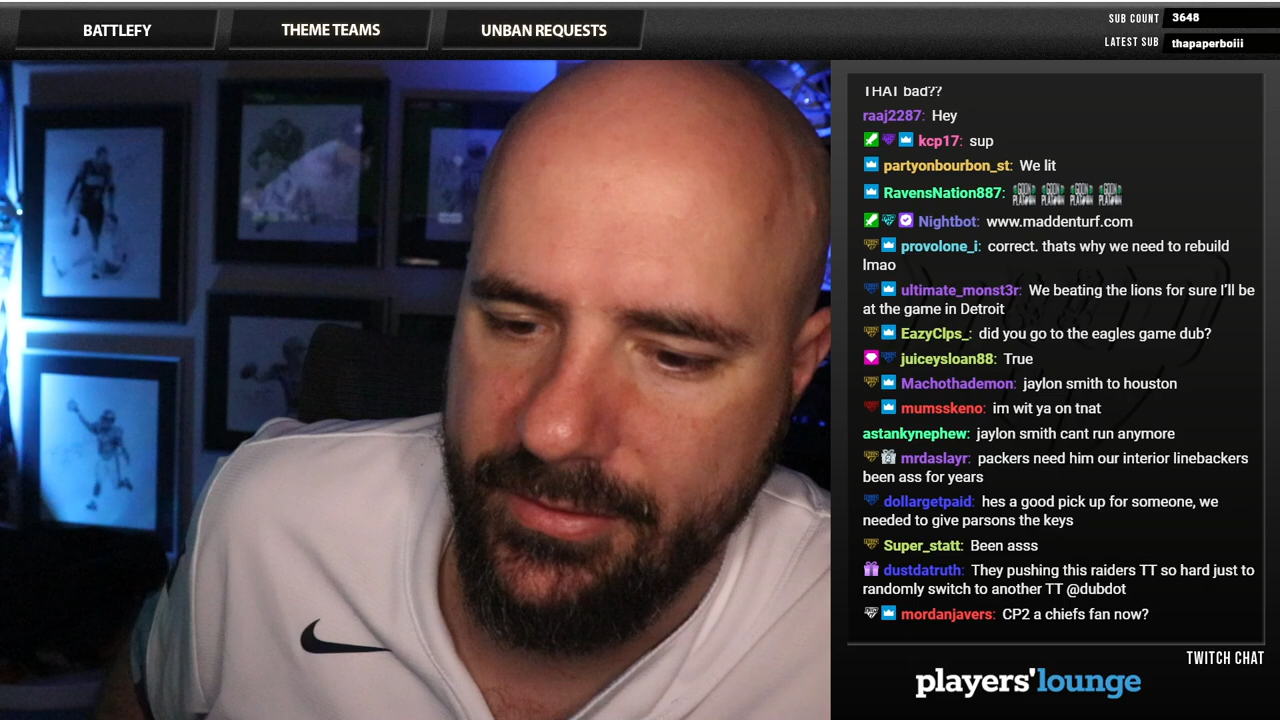 BATTLEFY
THEME TEAMS
UNBAN REQUESTS
SUB COUNT 3648
LATEST SUB thapaperboiii
THAT bad??
raaj2287: Hey
kcp17: sup
partyonbourbon_st: We lit
RavensNation887:
Nightbot: www.maddenturf.com
provolone_i: correct. thats why we need to rebuild
lmao
ultimate_monst3r: We beating the lions for sure I'll be
at the game in Detroit
EazyClps_: did you go to the eagles game dub?
juiceysloan88: True
Machothademon: jaylon smith to houston
mumsskeno: im wit ya on tnat
astankynephew: jaylon smith cant run anymore
mrdaslayr: packers need him our interior linebackers
been ass for years
dollargetpaid: hes a good pick up for someone, we
needed to give parsons the keys
Super_statt: Been asss
dustdatruth: They pushing this raiders TT so hard just to
randomly switch to another TT @dubdot
mordanjavers: CP2 a chiefs fan now?
TWITCH CHAT
players'lounge